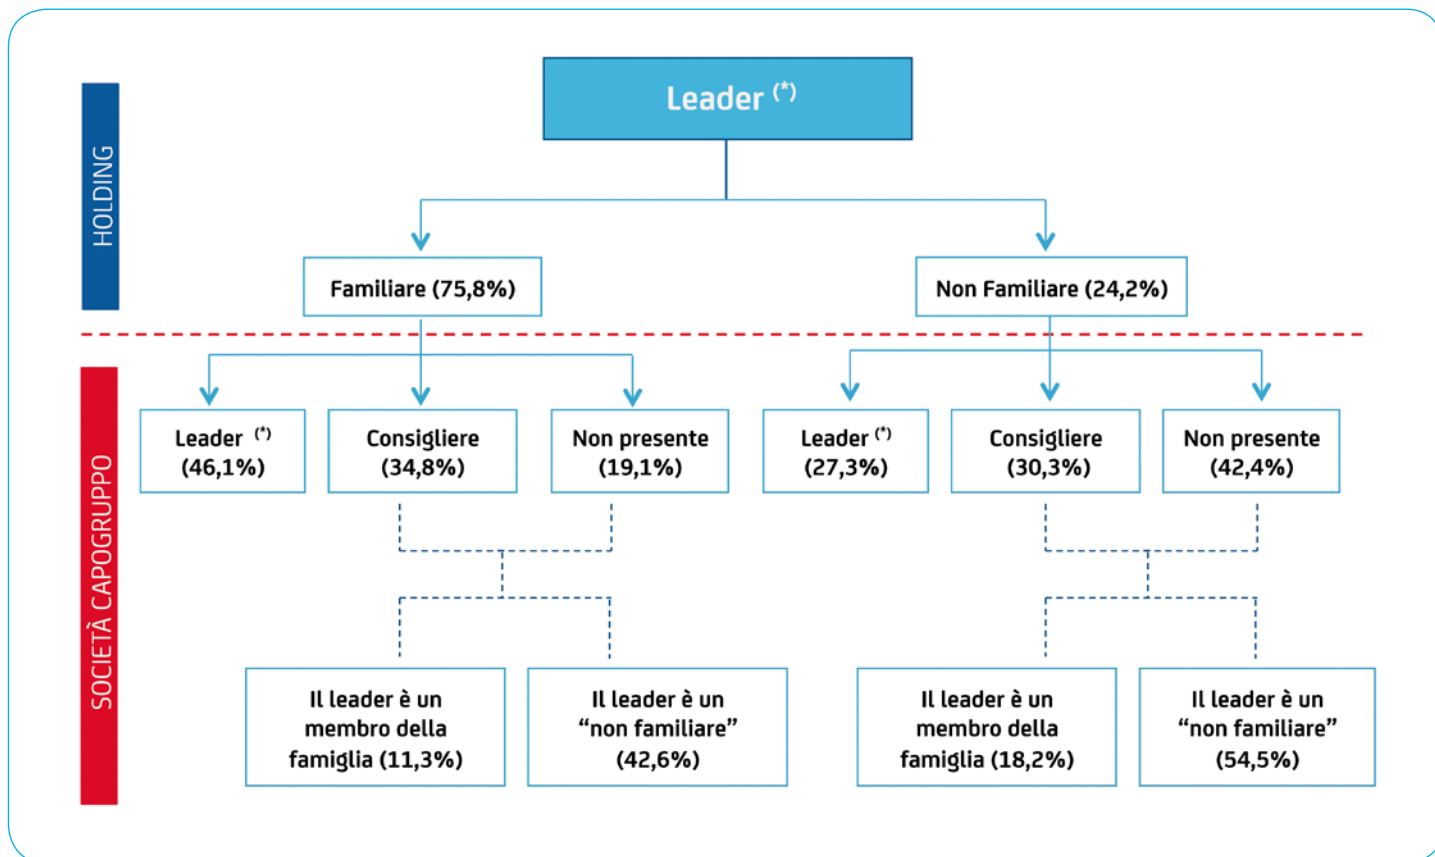 HOLDING
Leader (*)
Familiare (75,8%)
Non Familiare (24,2%)
SOCIETÀ CAPOGRUPPO
Leader (*)
(46,1%)
Consigliere
(34,8%)
Non presente
(19,1%)
Leader (*)
(27,3%)
Consigliere
(30,3%)
Non presente
(42,4%)
Il leader è un
membro della
famiglia (11,3%)
Il leader è un
“non familiare”
(42,6%)
Il leader è un
membro della
famiglia (18,2%)
Il leader è un
“non familiare”
(54,5%)